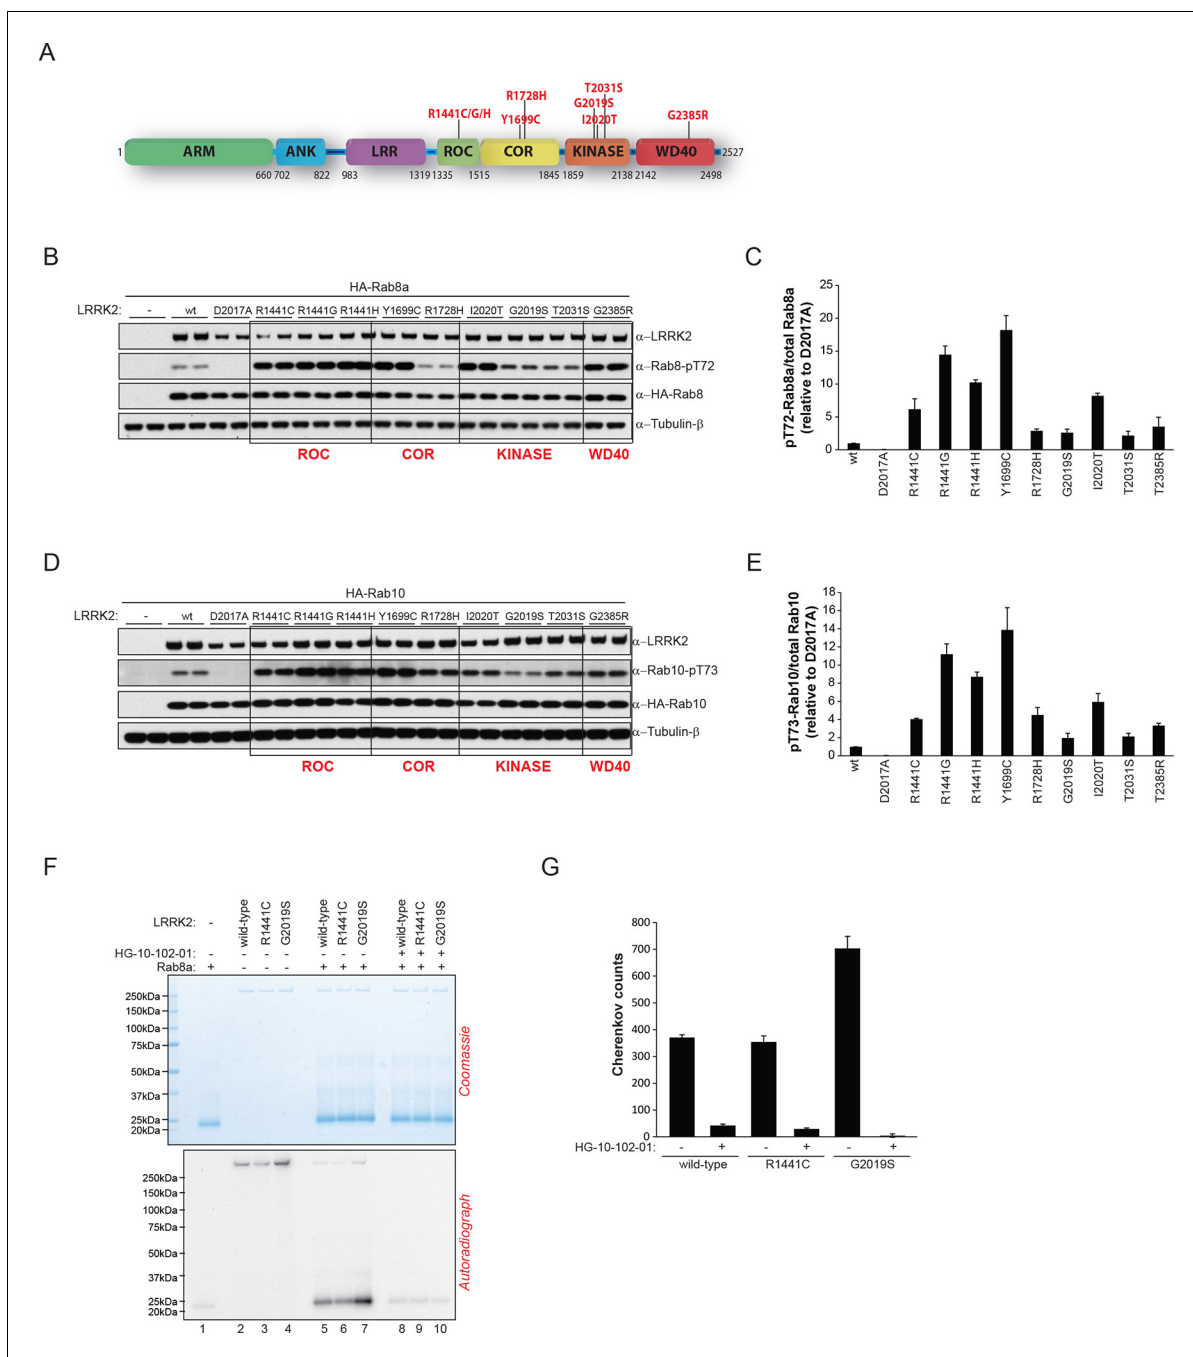 A
T2031S
R1728H G2019S
R1441C/G/H Y1699C I2020T G2385R
1 ARM ANK LRR ROC COR KINASE WD40 2527
660 702 822 983 1319 1335 1515 1845 1859 2138 2142 2498
B
HA-Rab8a
LRRK2: - wt D2017A R1441C R1441G R1441H Y1699C R1728H I2020T G2019S T2031S G2385R
α–LRRK2
α–Rab8-pT72
α–HA-Rab8
α–Tubulin-β
ROC COR KINASE WD40
C
pT72-Rab8a/total Rab8a
(relative to D2017A)
25
20
15
10
5
0
wt D2017A R1441C R1441G R1441H Y1699C R1728H G2019S I2020T T2031S T2385R
D
HA-Rab10
LRRK2: - wt D2017A R1441C R1441G R1441H Y1699C R1728H I2020T G2019S T2031S G2385R
α–LRRK2
α–Rab10-pT73
α–HA-Rab10
α–Tubulin-β
ROC COR KINASE WD40
E
pT73-Rab10/total Rab10
(relative to D2017A)
18
16
14
12
10
8
6
4
2
0
wt D2017A R1441C R1441G R1441H Y1699C R1728H G2019S I2020T T2031S T2385R
F
LRRK2: - wild-type R1441C G2019S wild-type R1441C G2019S wild-type R1441C G2019S
HG-10-102-01: - - - - - - - + + +
Rab8a: + - - - + + + + + +
250kDa
150kDa
100kDa
75kDa
50kDa
37kDa
25kDa
20kDa
Coomassie
250kDa
150kDa
100kDa
75kDa
50kDa
37kDa
25kDa
20kDa
Autoradiograph
1 2 3 4 5 6 7 8 9 10
G
Cherenkov counts
800
700
600
500
400
300
200
100
0
HG-10-102-01: - + - + - +
wild-type R1441C G2019S